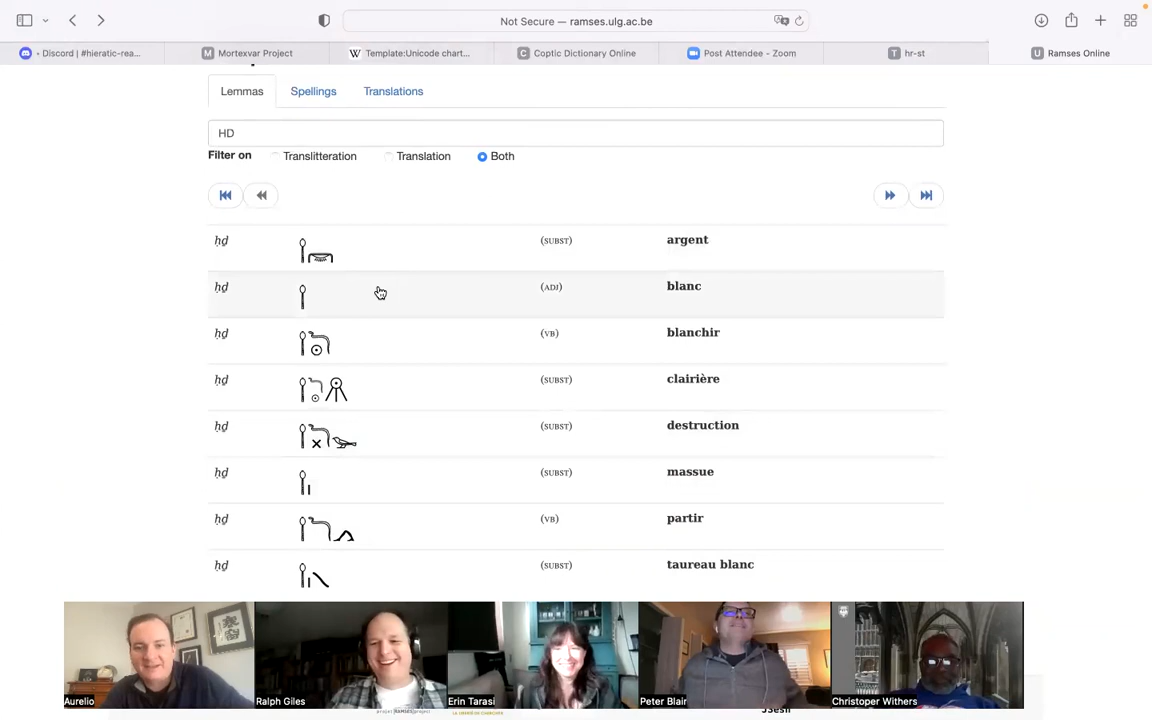 Not Secure — ramses.ulg.ac.be
Discord | #hieratic-rea...
Mortexvar Project
Template:Unicode chart...
Coptic Dictionary Online
Post Attendee - Zoom
hr-st
Ramses Online
Lemmas Spellings Translations
HD
Filter on Translitteration Translation Both
ḥḏ (SUBST) argent
ḥḏ (ADJ) blanc
ḥḏ (VB) blanchir
ḥḏ (SUBST) clairière
ḥḏ (SUBST) destruction
ḥḏ (SUBST) massue
ḥḏ (VB) partir
ḥḏ (SUBST) taureau blanc
Aurelio
Ralph Giles
Erin Tarasi
Peter Blair
Christoper Withers